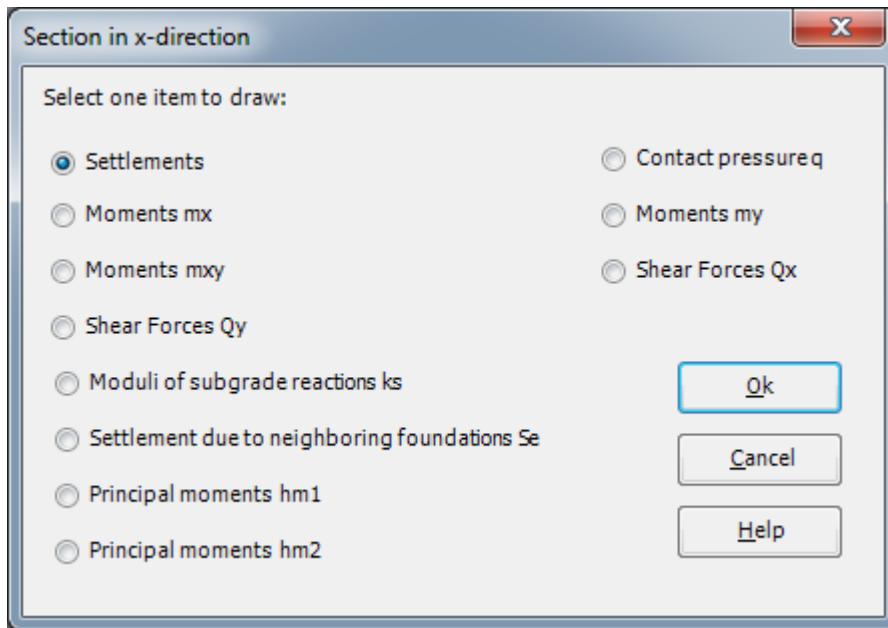 Section in x-direction
Select one item to draw:
Settlements
Contact pressure q
Moments mx
Moments my
Moments mxy
Shear Forces Qx
Shear Forces Qy
Moduli of subgrade reactions ks
Ok
Settlement due to neighboring foundations Se
Cancel
Principal moments hm1
Help
Principal moments hm2